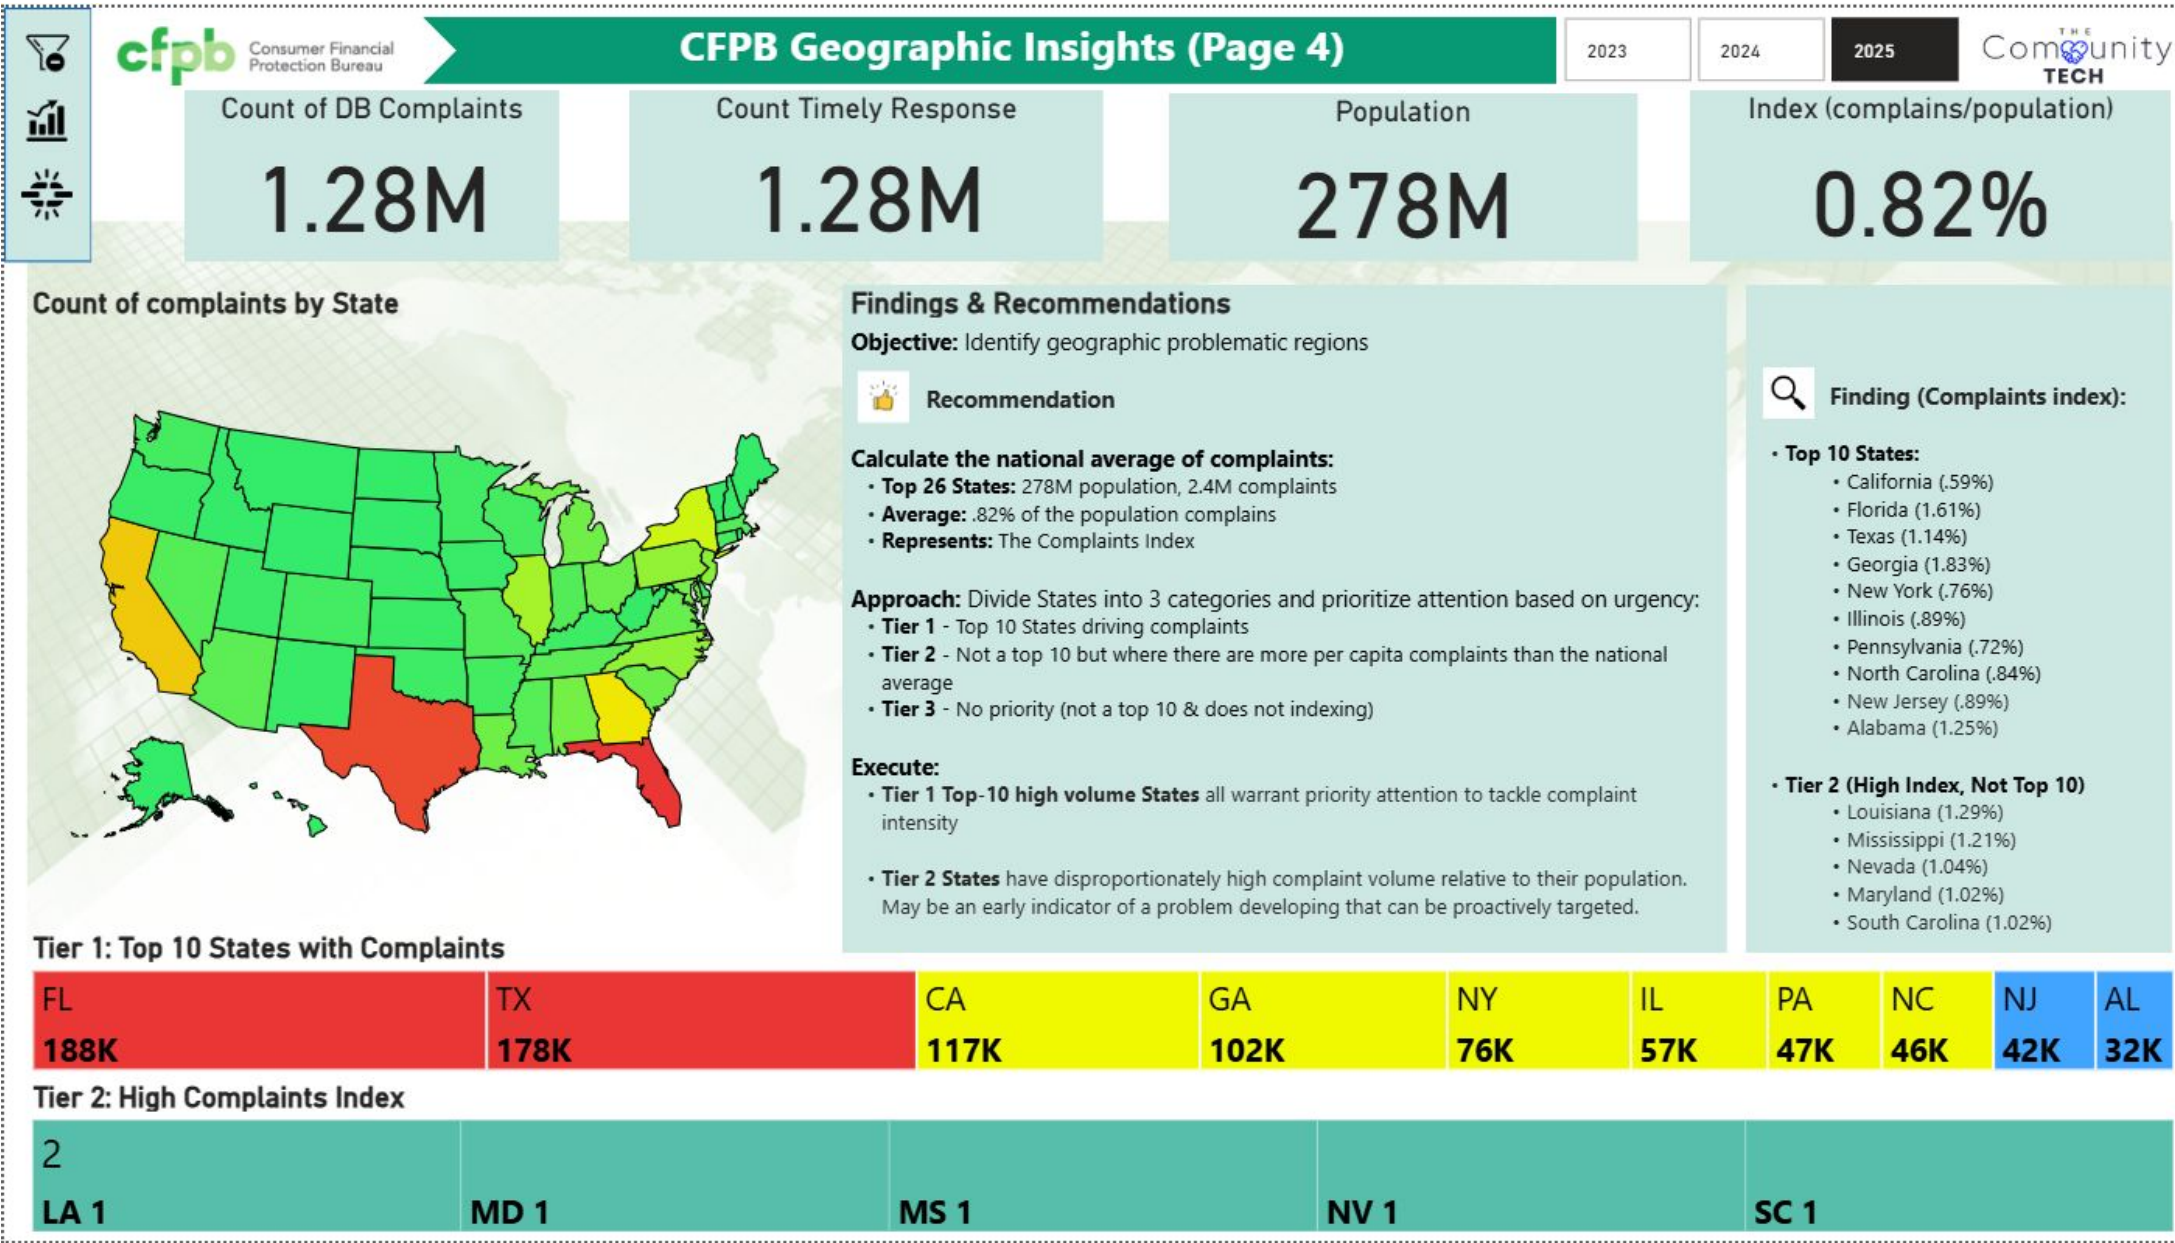 cfpb Consumer Financial
Protection Bureau
CFPB Geographic Insights (Page 4)
2023
2024
2025
THE
Community
TECH
Count of DB Complaints
1.28M
Count Timely Response
1.28M
Population
278M
Index (complains/population)
0.82%
Count of complaints by State
Findings & Recommendations
Objective: Identify geographic problematic regions
Recommendation
Calculate the national average of complaints:
• Top 26 States: 278M population, 2.4M complaints
• Average: .82% of the population complains
• Represents: The Complaints Index
Approach: Divide States into 3 categories and prioritize attention based on urgency:
• Tier 1 - Top 10 States driving complaints
• Tier 2 - Not a top 10 but where there are more per capita complaints than the national
average
• Tier 3 - No priority (not a top 10 & does not indexing)
Execute:
• Tier 1 Top-10 high volume States all warrant priority attention to tackle complaint
intensity
• Tier 2 States have disproportionately high complaint volume relative to their population.
May be an early indicator of a problem developing that can be proactively targeted.
Finding (Complaints index):
• Top 10 States:
• California (.59%)
• Florida (1.61%)
• Texas (1.14%)
• Georgia (1.83%)
• New York (.76%)
• Illinois (.89%)
• Pennsylvania (.72%)
• North Carolina (.84%)
• New Jersey (.89%)
• Alabama (1.25%)
• Tier 2 (High Index, Not Top 10)
• Louisiana (1.29%)
• Mississippi (1.21%)
• Nevada (1.04%)
• Maryland (1.02%)
• South Carolina (1.02%)
Tier 1: Top 10 States with Complaints
FL
188K
TX
178K
CA
117K
GA
102K
NY
76K
IL
57K
PA
47K
NC
46K
NJ
42K
AL
32K
Tier 2: High Complaints Index
2
LA 1
MD 1
MS 1
NV 1
SC 1